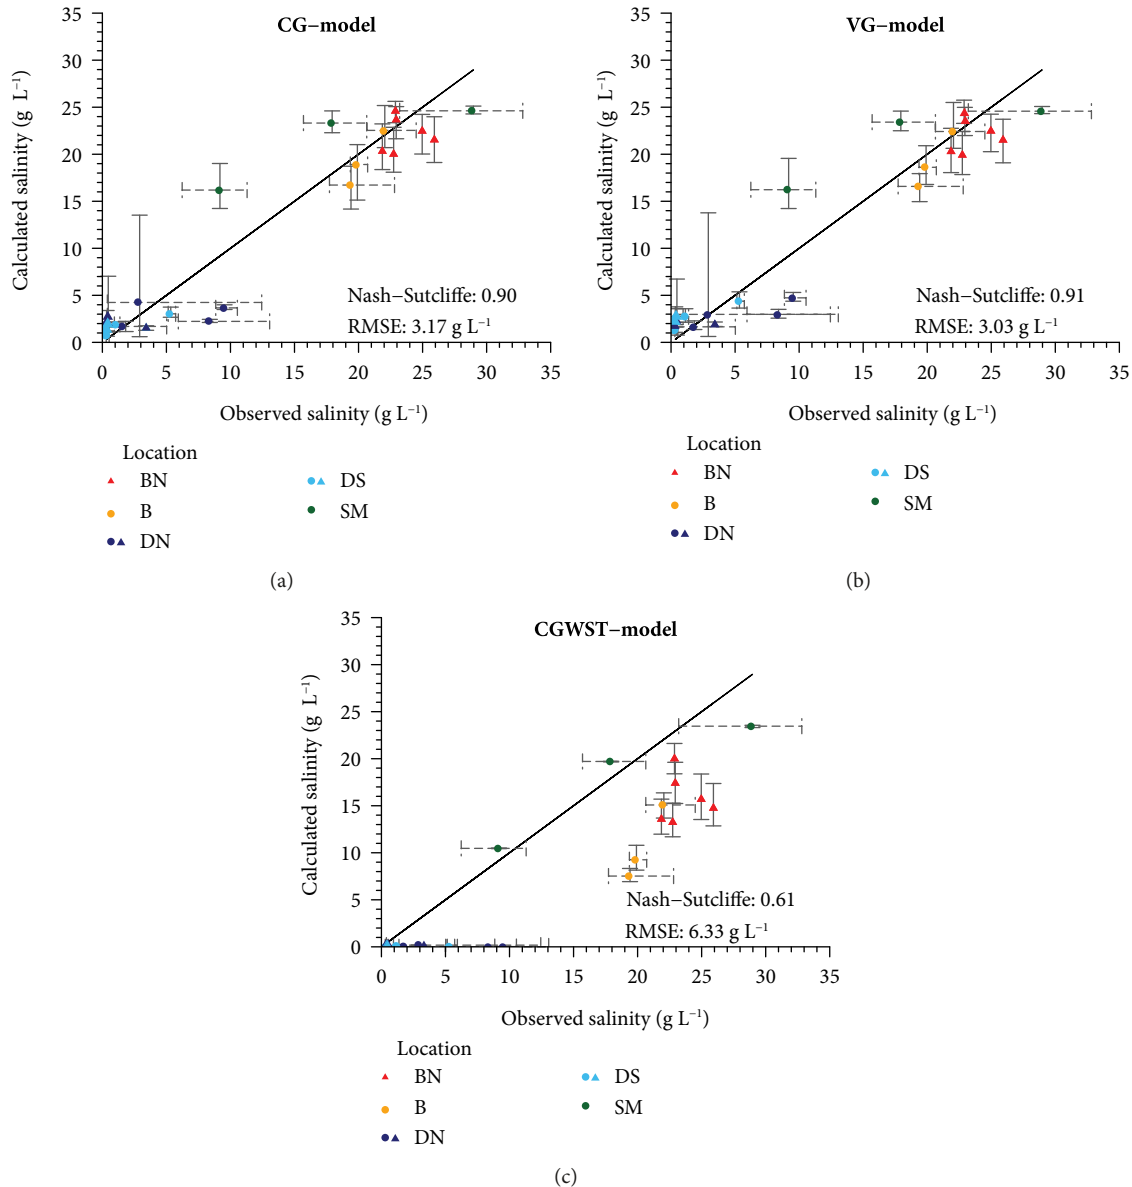 CG−model
Calculated salinity (g L⁻¹)
35
30
25
20
15
10
5
0
Nash−Sutcliffe: 0.90
RMSE: 3.17 g L⁻¹
0 5 10 15 20 25 30 35
Observed salinity (g L⁻¹)
Location
BN
B
DN
DS
SM
(a)
VG−model
Calculated salinity (g L⁻¹)
35
30
25
20
15
10
5
0
Nash−Sutcliffe: 0.91
RMSE: 3.03 g L⁻¹
0 5 10 15 20 25 30 35
Observed salinity (g L⁻¹)
Location
BN
B
DN
DS
SM
(b)
CGWST−model
Calculated salinity (g L⁻¹)
35
30
25
20
15
10
5
0
Nash−Sutcliffe: 0.61
RMSE: 6.33 g L⁻¹
0 5 10 15 20 25 30 35
Observed salinity (g L⁻¹)
Location
BN
B
DN
DS
SM
(c)